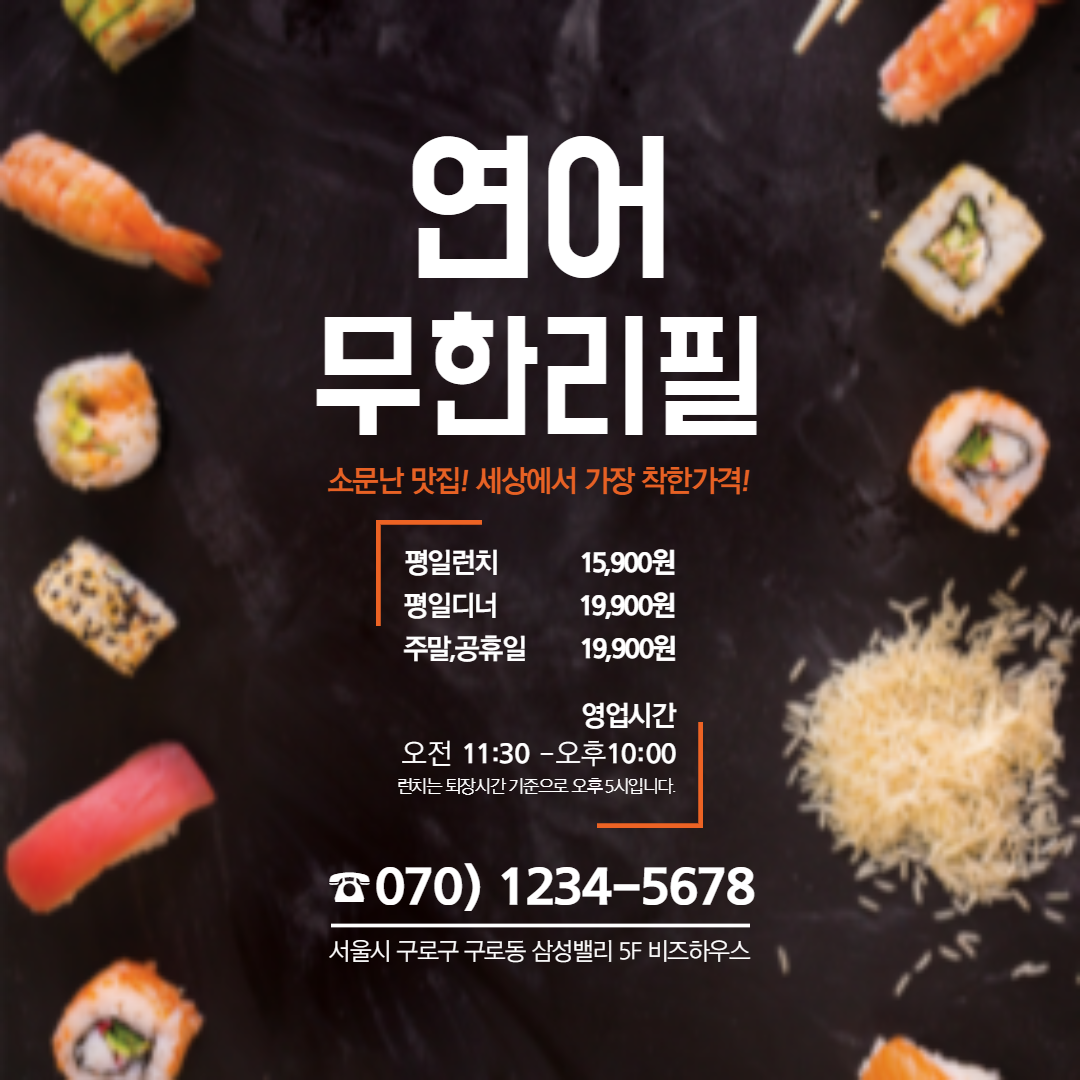 연어
무한리필
소문난 맛집! 세상에서 가장 착한가격!
평일런치 15,900원
평일디너 19,900원
주말,공휴일 19,900원
영업시간
오전 11:30 -오후10:00
런치는 퇴장시간 기준으로 오후 5시입니다.
☎070) 1234-5678
서울시 구로구 구로동 삼성밸리 5F 비즈하우스